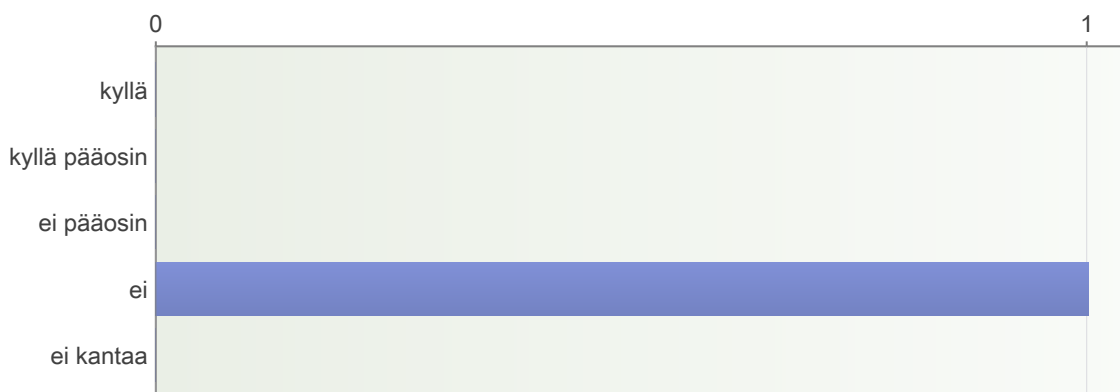 0 1
kyllä
kyllä pääosin
ei pääosin
ei
ei kantaa